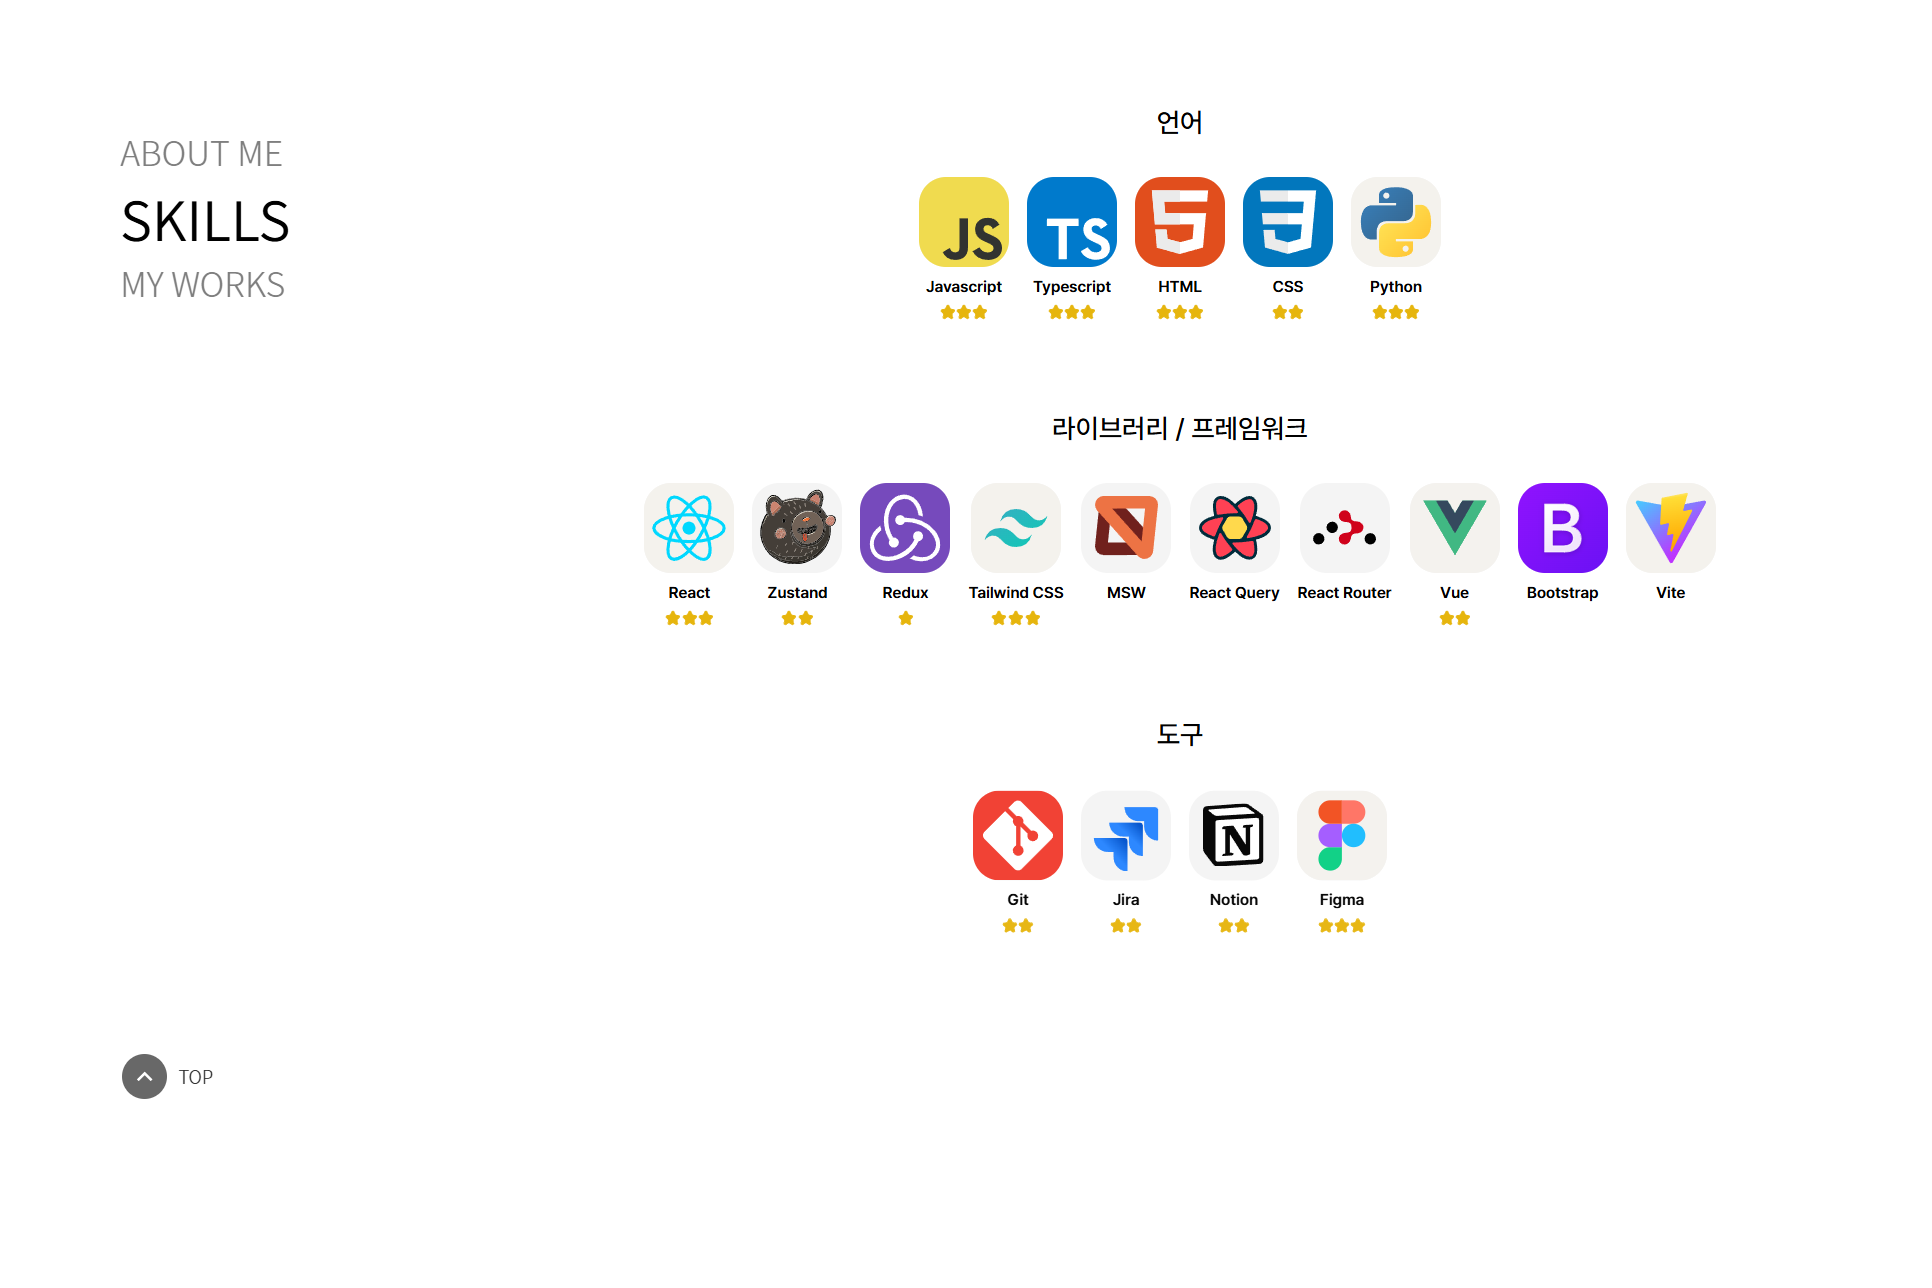 ABOUT ME
SKILLS
MY WORKS
언어
JS TS
Javascript Typescript HTML CSS Python
라이브러리 / 프레임워크
B
React Zustand Redux Tailwind CSS MSW React Query React Router Vue Bootstrap Vite
도구
N
Git Jira Notion Figma
TOP